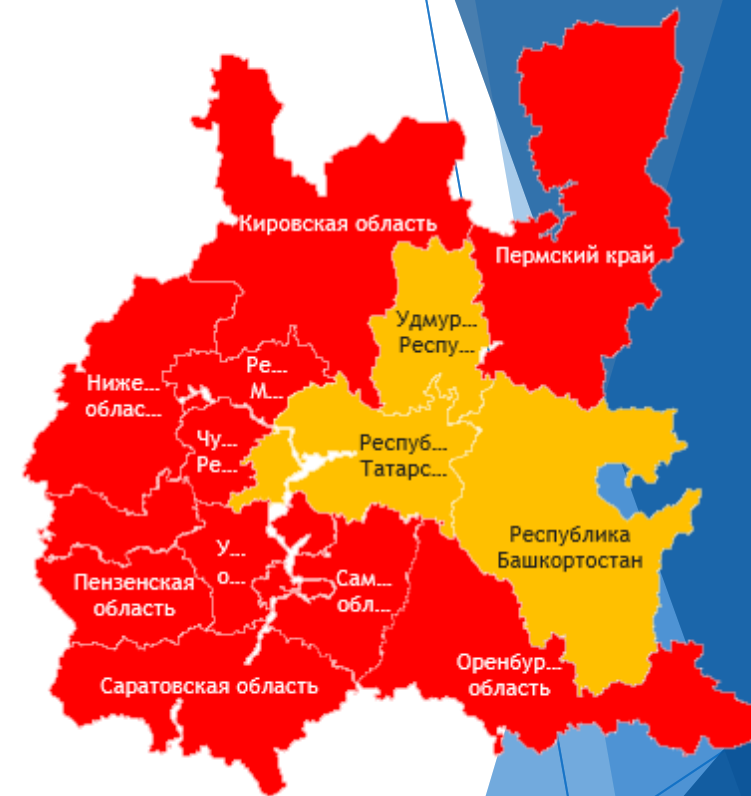 Кировская область
Пермский край
Удмур...
Респу...
Ре...
М...
Ниже...
облас...
Чу...
Ре...
Респуб...
Татарс...
Республика
Башкортостан
У...
о...
Пензенская
область
Сам...
обл...
Оренбур...
область
Саратовская область